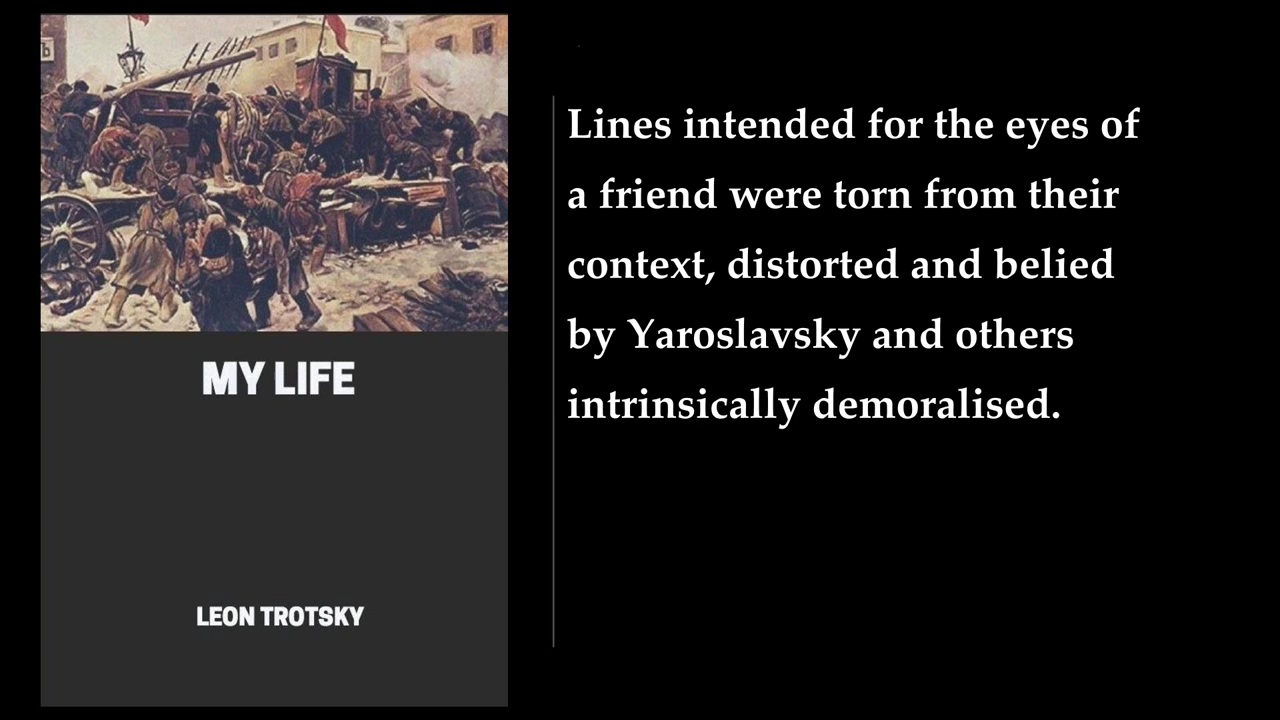 MY LIFE
LEON TROTSKY
Lines intended for the eyes of
a friend were torn from their
context, distorted and belied
by Yaroslavsky and others
intrinsically demoralised.